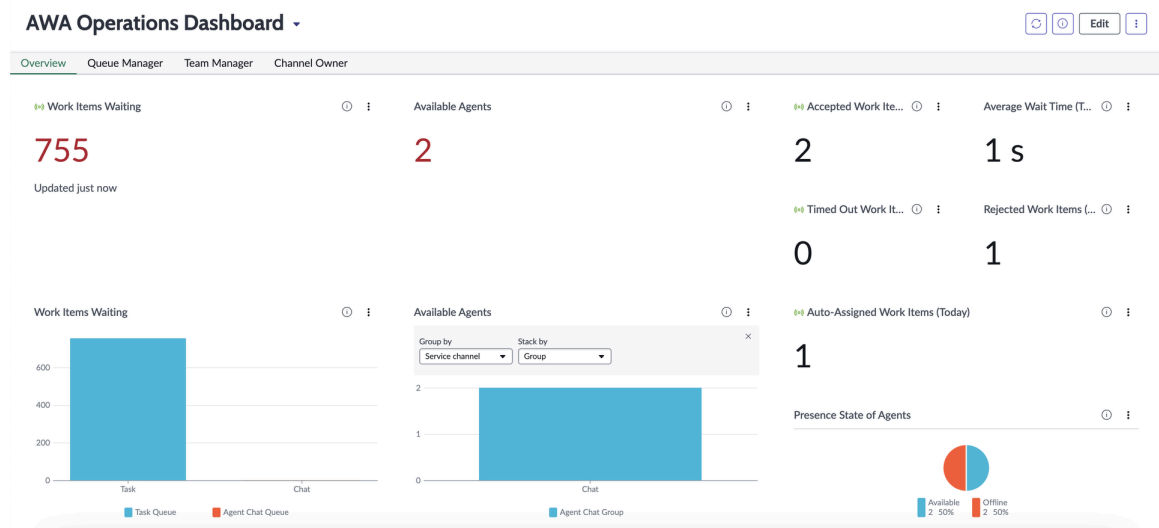 AWA Operations Dashboard
Edit
Overview Queue Manager Team Manager Channel Owner
Work Items Waiting
755
Updated just now
Available Agents
2
Accepted Work Ite...
2
Average Wait Time (T...
1 s
Timed Out Work It...
0
Rejected Work Items (...
1
Work Items Waiting
600
400
200
0
Task Chat
Task Queue Agent Chat Queue
Available Agents
Group by Stack by
Service channel Group
2
1
0
Chat
Agent Chat Group
Auto-Assigned Work Items (Today)
1
Presence State of Agents
Available Offline
2 50% 2 50%